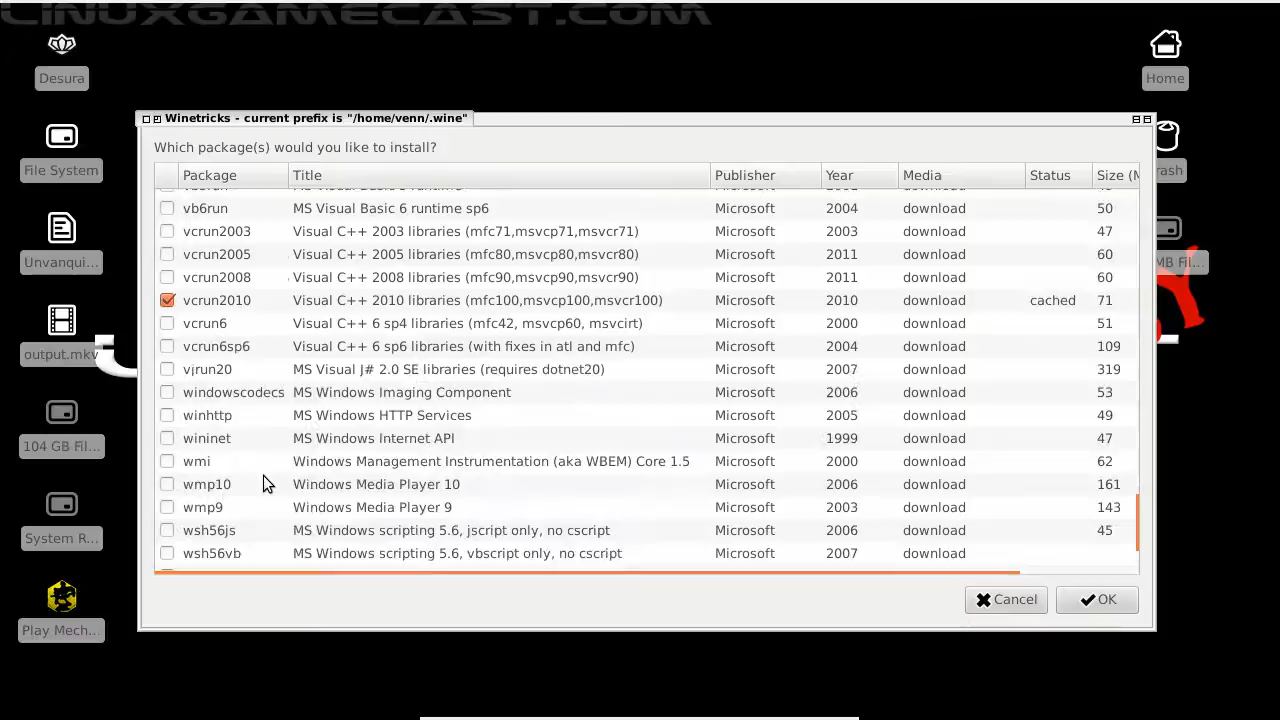 LINUXGAMECAST.COM
Desura
Home
Winetricks - current prefix is "/home/venn/.wine"
Which package(s) would you like to install?
Package Title Publisher Year Media Status Size (M
vb6run MS Visual Basic 6 runtime sp6 Microsoft 2004 download 50
vcrun2003 Visual C++ 2003 libraries (mfc71,msvcp71,msvcr71) Microsoft 2003 download 47
vcrun2005 Visual C++ 2005 libraries (mfc80,msvcp80,msvcr80) Microsoft 2011 download 60
vcrun2008 Visual C++ 2008 libraries (mfc90,msvcp90,msvcr90) Microsoft 2011 download 60
vcrun2010 Visual C++ 2010 libraries (mfc100,msvcp100,msvcr100) Microsoft 2010 download cached 71
vcrun6 Visual C++ 6 sp4 libraries (mfc42, msvcp60, msvcirt) Microsoft 2000 download 51
vcrun6sp6 Visual C++ 6 sp6 libraries (with fixes in atl and mfc) Microsoft 2004 download 109
vjrun20 MS Visual J# 2.0 SE libraries (requires dotnet20) Microsoft 2007 download 319
windowscodecs MS Windows Imaging Component Microsoft 2006 download 53
winhttp MS Windows HTTP Services Microsoft 2005 download 49
wininet MS Windows Internet API Microsoft 1999 download 47
wmi Windows Management Instrumentation (aka WBEM) Core 1.5 Microsoft 2000 download 62
wmp10 Windows Media Player 10 Microsoft 2006 download 161
wmp9 Windows Media Player 9 Microsoft 2003 download 143
wsh56js MS Windows scripting 5.6, jscript only, no cscript Microsoft 2006 download 45
wsh56vb MS Windows scripting 5.6, vbscript only, no cscript Microsoft 2007 download
Cancel OK
File System
Unvanqui...
output.mkv
104 GB Fil...
System R...
Play Mech...
rash
MB Fil...